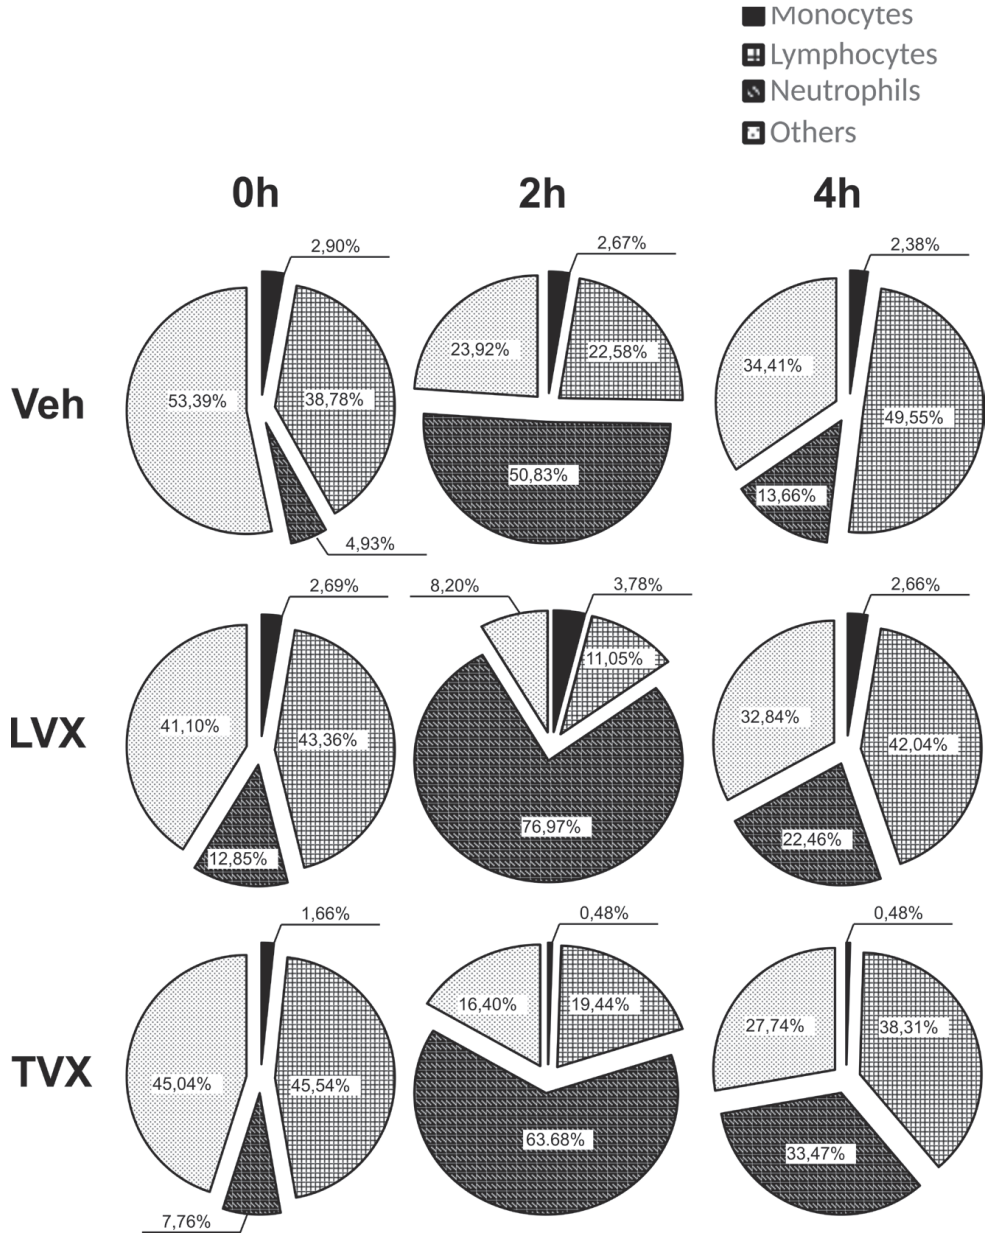 Monocytes
Lymphocytes
Neutrophils
Others
0h 2h 4h
2,90% 2,67% 2,38%
Veh
53,39% 38,78% 4,93%
23,92% 22,58% 50,83%
34,41% 49,55% 13,66%
2,69% 8,20% 3,78% 2,66%
LVX
41,10% 43,36% 12,85%
11,05% 76,97%
32,84% 42,04% 22,46%
1,66% 0,48% 0,48%
TVX
45,04% 45,54% 7,76%
16,40% 19,44% 63.68%
27,74% 38,31% 33,47%